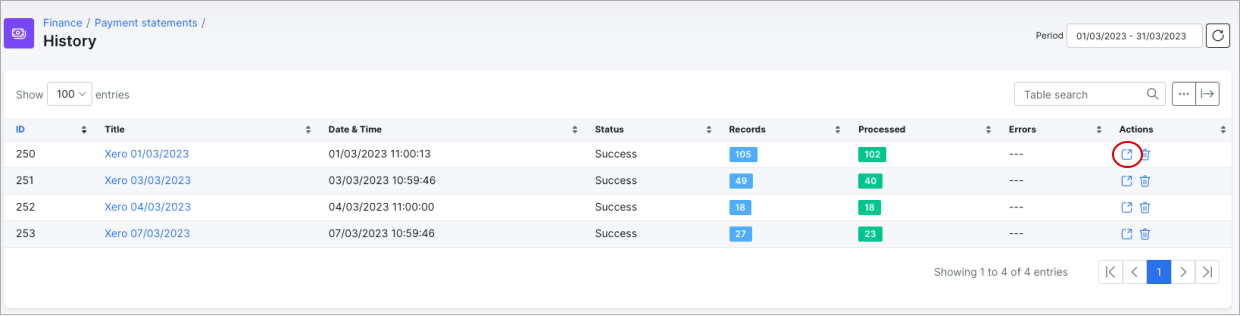 Finance / Payment statements /
History
Period 01/03/2023 - 31/03/2023
Show 100 entries
Table search
ID Title Date & Time Status Records Processed Errors Actions
250 Xero 01/03/2023 01/03/2023 11:00:13 Success 105 102 ---
251 Xero 03/03/2023 03/03/2023 10:59:46 Success 49 40 ---
252 Xero 04/03/2023 04/03/2023 11:00:00 Success 18 18 ---
253 Xero 07/03/2023 07/03/2023 10:59:46 Success 27 23 ---
Showing 1 to 4 of 4 entries 1